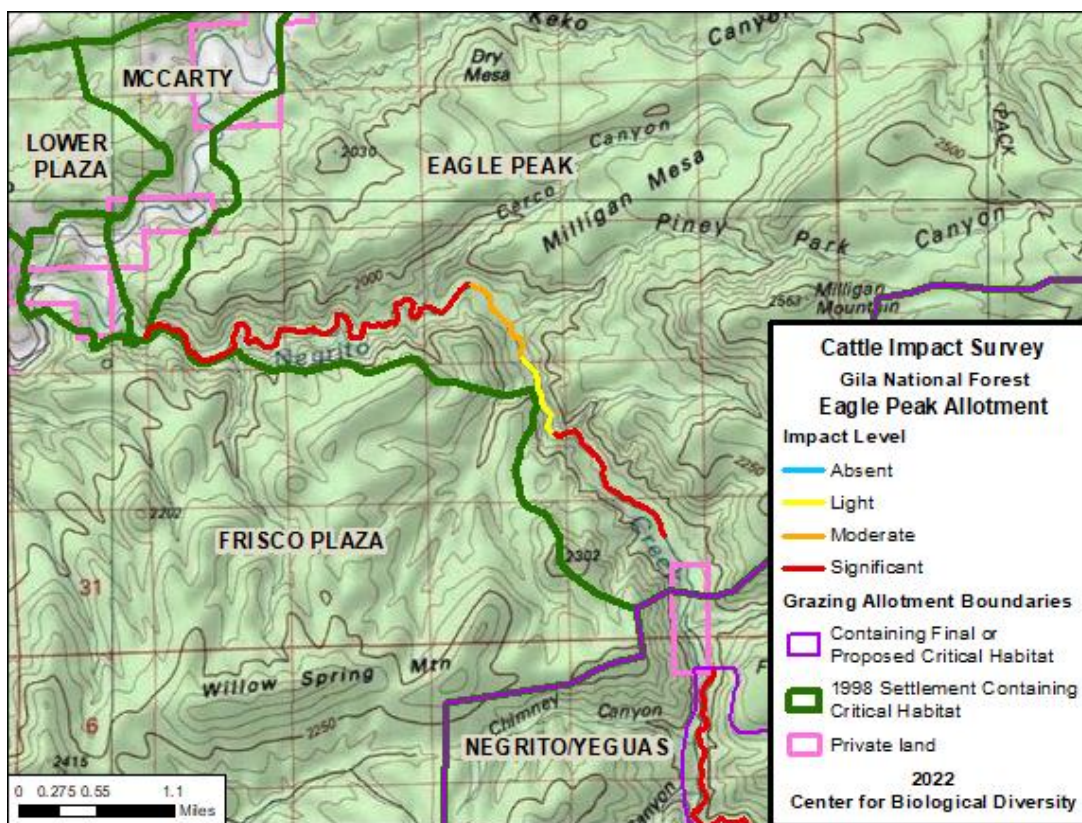 Keko
Canyon
MCCARTY
Dry
Mesa
LOWER
PLAZA
2030
EAGLE PEAK
Canyon
Cerco
Milligan Mesa
2500
PACK
Piney Park Canyon
2000
2563
Milligan
Mountain
Negrito
Creek
2250
2202
FRISCO PLAZA
2302
31
Willow Spring Mtn
6
2250
2415
Chimney Canyon
NEGRITO/YEGUAS
Canyon
F
0 0.275 0.55 1.1
Miles
Cattle Impact Survey
Gila National Forest
Eagle Peak Allotment
Impact Level
Absent
Light
Moderate
Significant
Grazing Allotment Boundaries
Containing Final or
Proposed Critical Habitat
1998 Settlement Containing
Critical Habitat
Private land
2022
Center for Biological Diversity